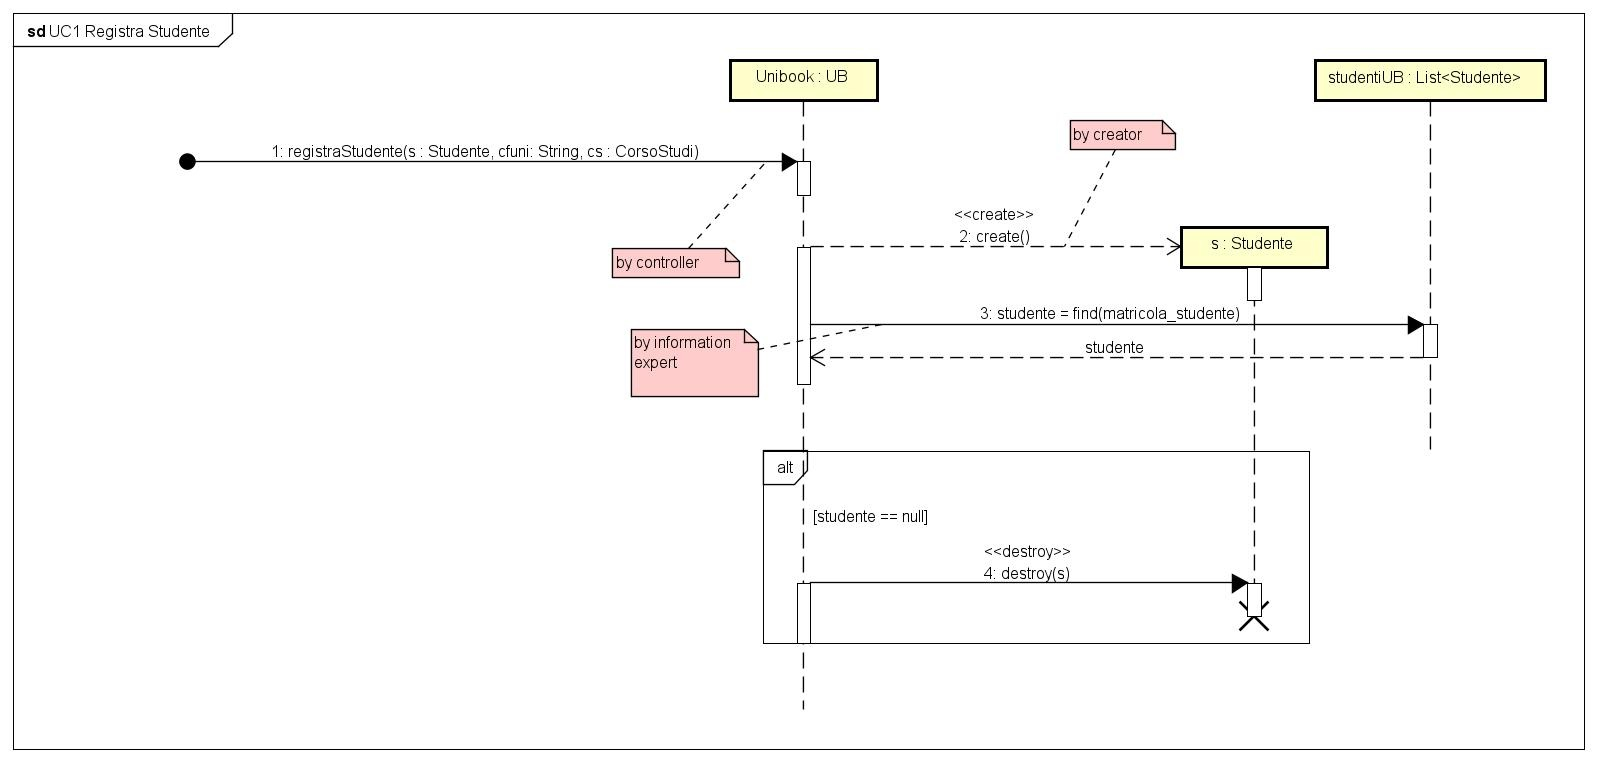 sd UC1 Registra Studente
Unibook : UB
studentiUB : List<Studente>
by creator
1: registraStudente(s : Studente, cfuni: String, cs : CorsoStudi)
<<create>>
2: create()
s : Studente
by controller
3: studente = find(matricola_studente)
by information
expert
studente
alt
[studente == null]
<<destroy>>
4: destroy(s)